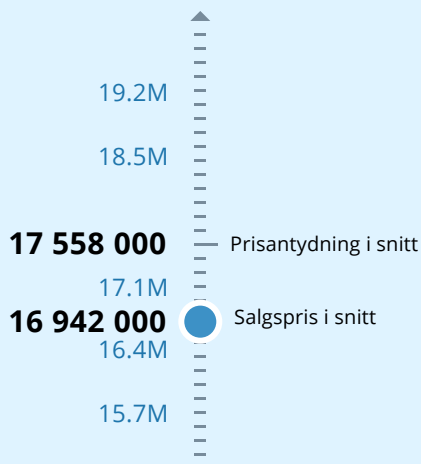 19.2M
18.5M
17 558 000 Prisantydning i snitt
17.1M
16 942 000 Salgspris i snitt
16.4M
15.7M